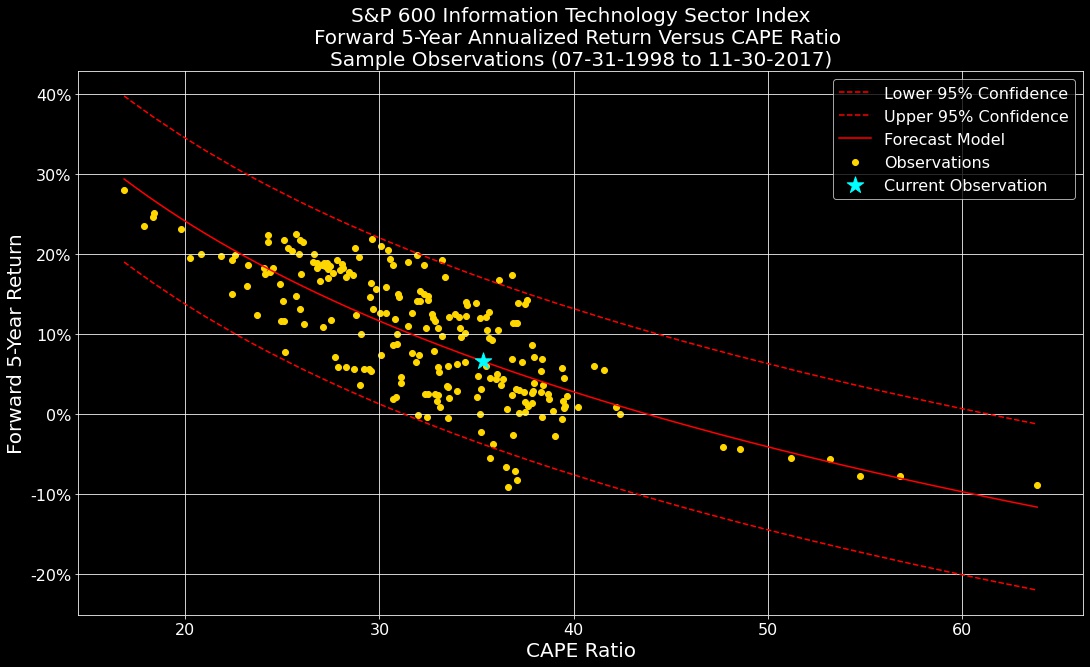 S&P 600 Information Technology Sector Index
Forward 5-Year Annualized Return Versus CAPE Ratio
Sample Observations (07-31-1998 to 11-30-2017)
Lower 95% Confidence
Upper 95% Confidence
Forecast Model
Observations
Current Observation
Forward 5-Year Return
40%
30%
20%
10%
0%
-10%
-20%
20 30 40 50 60
CAPE Ratio